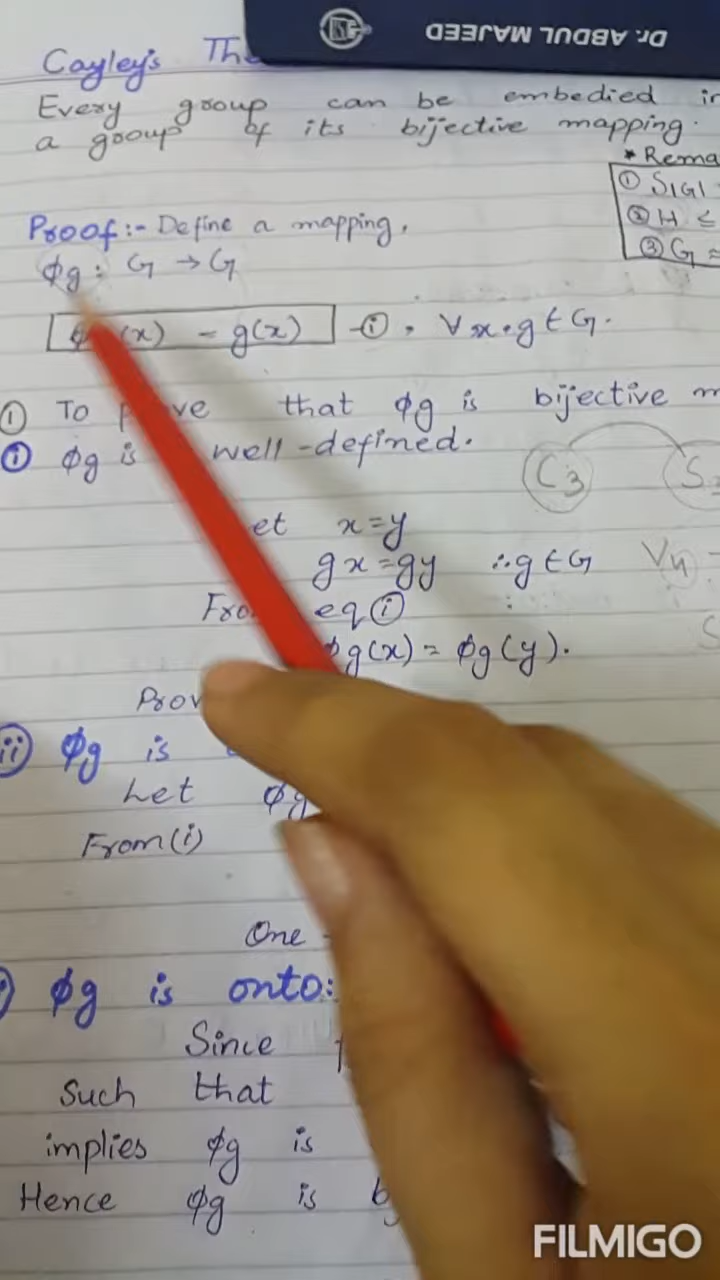 Cayley's Th
Dr. ABDUL MAJEED
Every group can be embedied in
a group of its bijective mapping.
* Rema
① S|G|
② H ≤
③ G ≈
Proof:- Define a mapping.
φg : G → G
(x) = g(x) -①, ∀ x, g ∈ G.
① To prove that φg is bijective m
① φg is well-defined.
C3 S
et x = y
gx = gy ∴ g ∈ G V4
From eq ①
φg(x) = φg(y).
Prov
ii φg is
Let φg
From (i)
One
φg is onto:
Since
Such that
implies φg is
Hence φg is b
FILMIGO